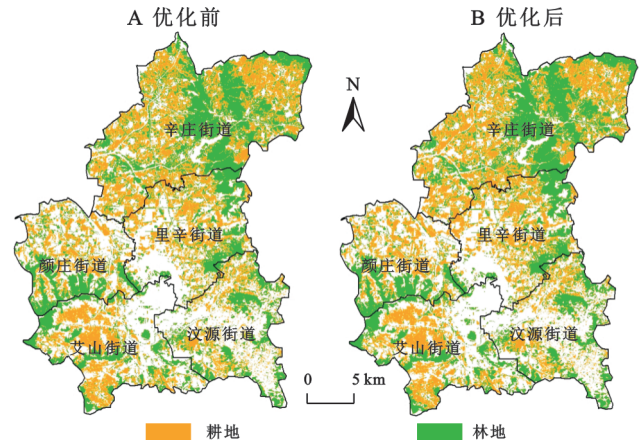 A 优化前
B 优化后
N
辛庄街道
辛庄街道
里辛街道
里辛街道
颜庄街道
颜庄街道
汶源街道
汶源街道
艾山街道
艾山街道
0 5 km
耕地
林地